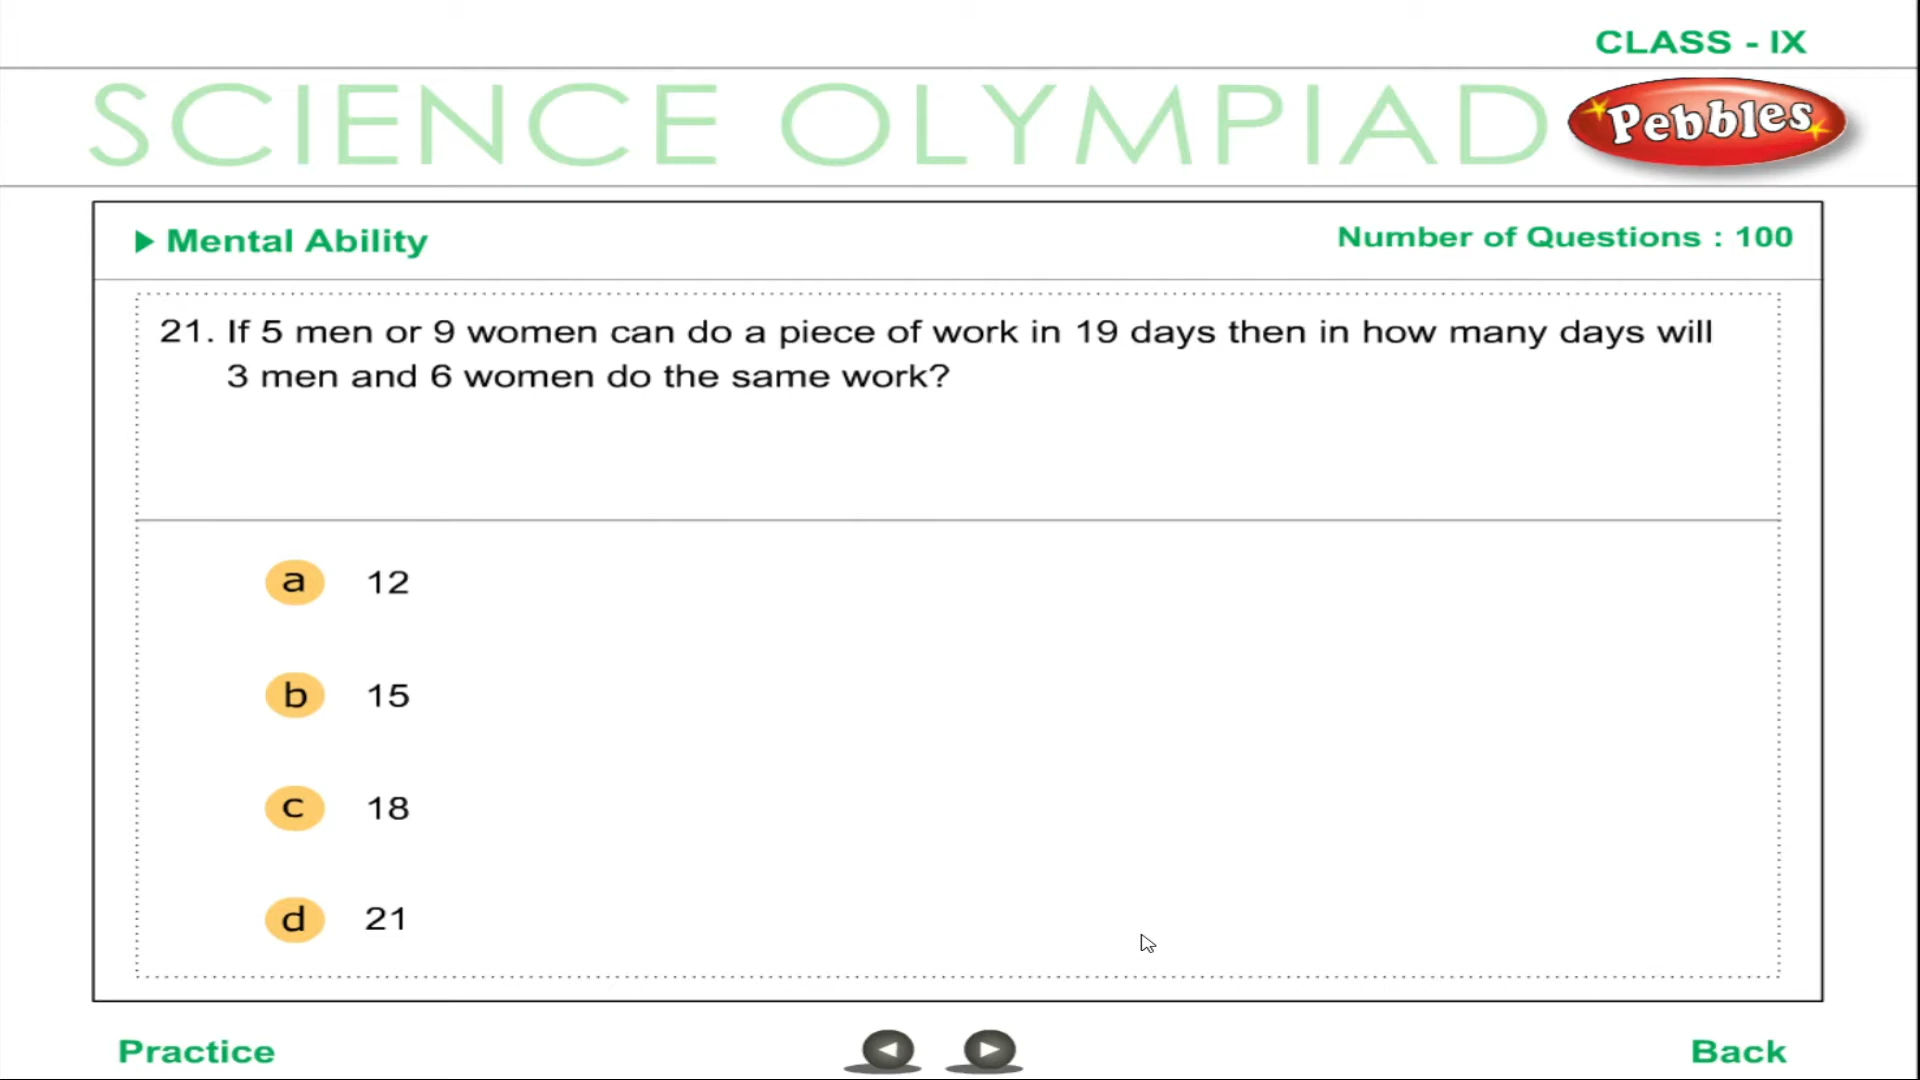 CLASS - IX
SCIENCE OLYMPIAD
Pebbles
Mental Ability
Number of Questions : 100
21. If 5 men or 9 women can do a piece of work in 19 days then in how many days will
3 men and 6 women do the same work?
a 12
b 15
c 18
d 21
Practice
Back